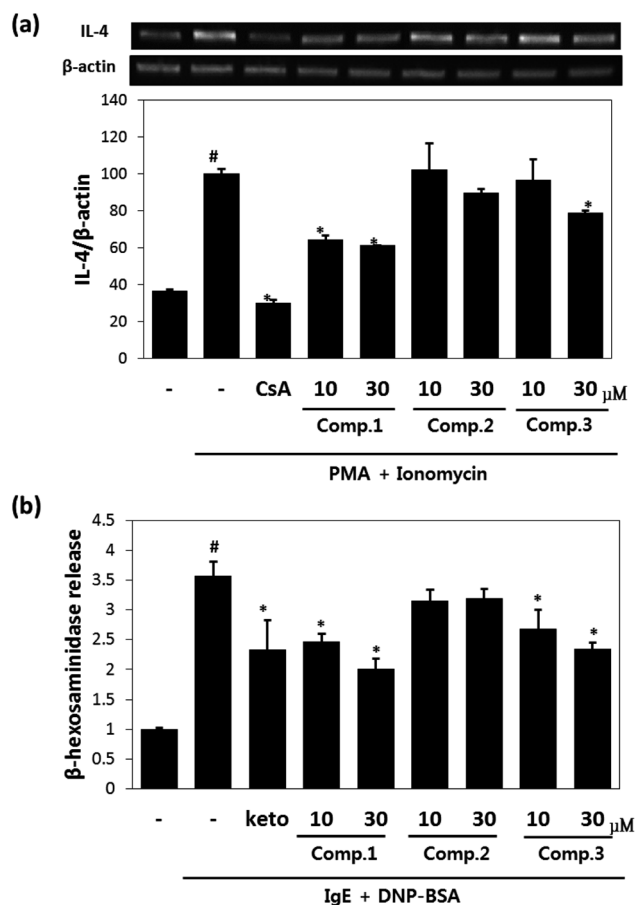 (a)
IL-4
β-actin
140
120
100
80
60
40
20
0
IL-4/β-actin
#
*
*
*
*
- - CsA 10 30 10 30 10 30 μM
Comp.1 Comp.2 Comp.3
PMA + Ionomycin
(b)
4.5
4
3.5
3
2.5
2
1.5
1
0.5
0
β-hexosaminidase release
#
*
*
*
*
*
- - keto 10 30 10 30 10 30 μM
Comp.1 Comp.2 Comp.3
IgE + DNP-BSA